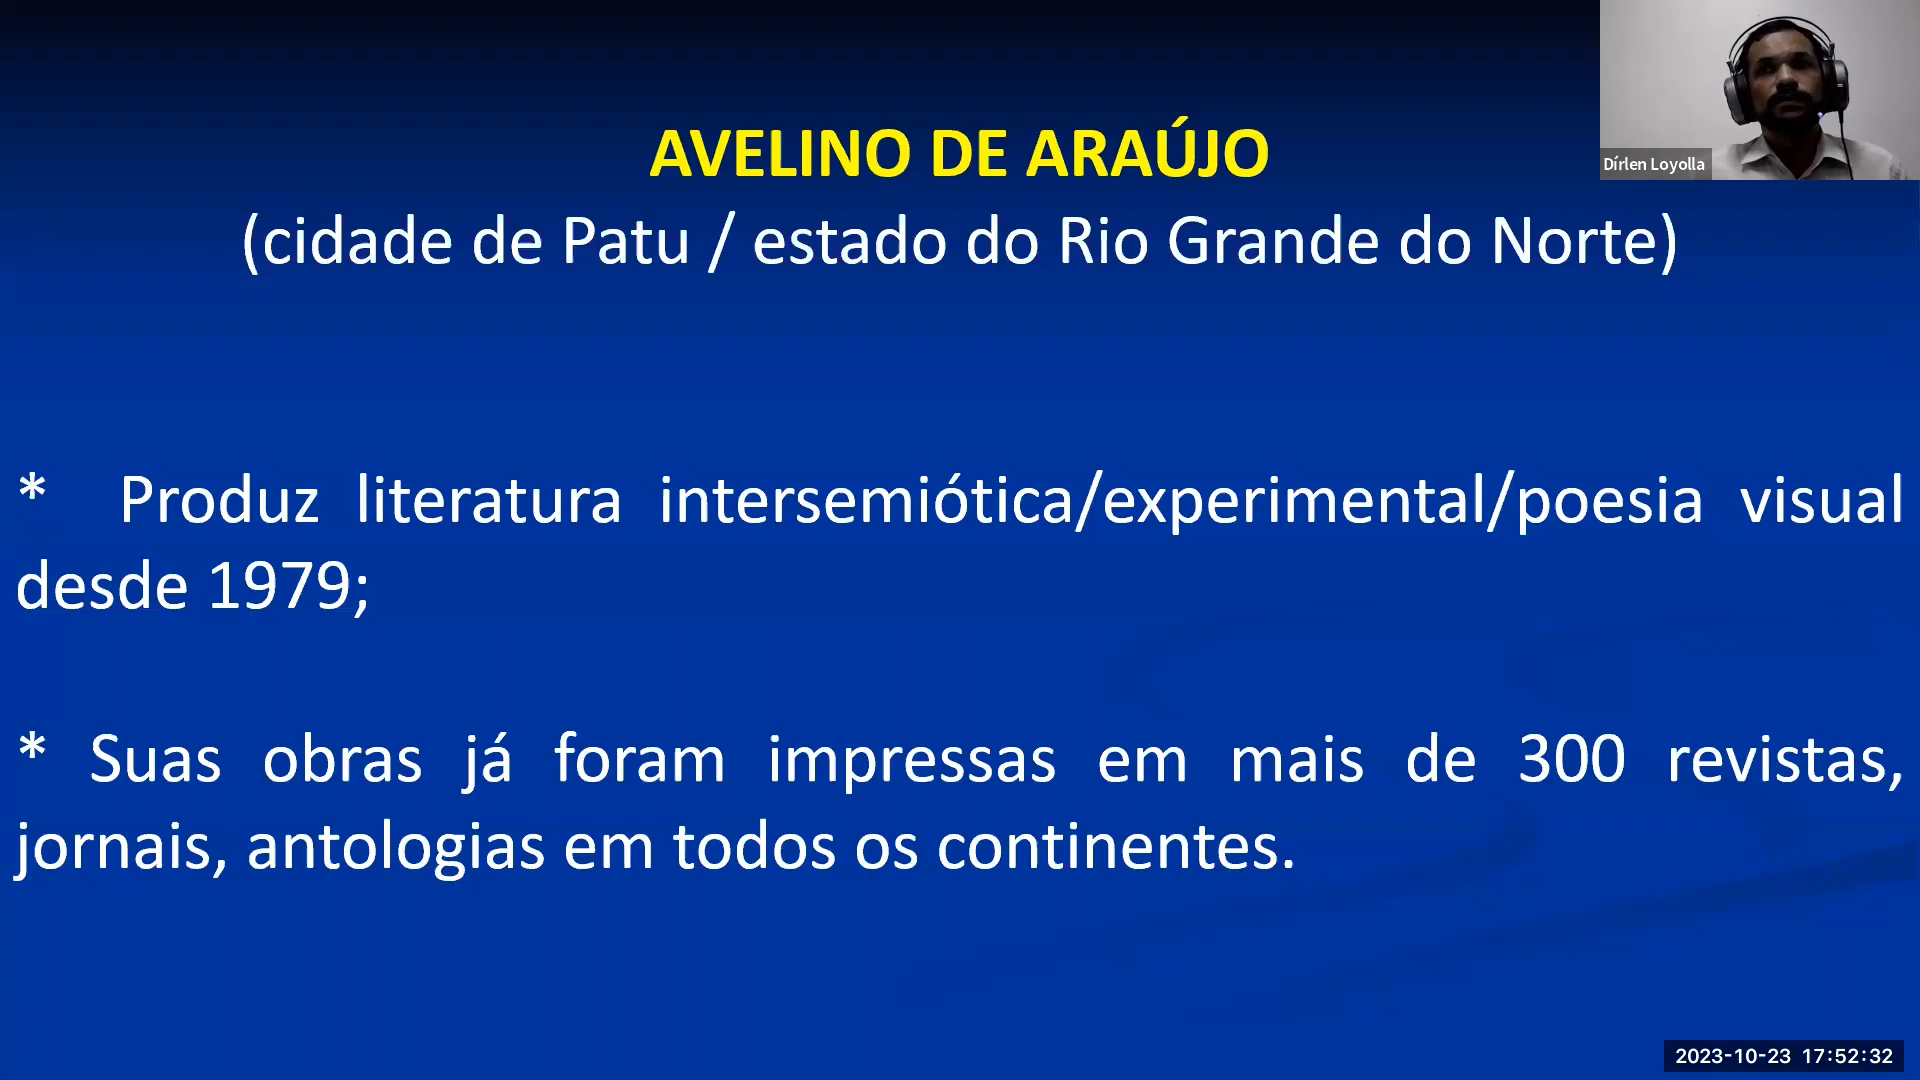 AVELINO DE ARAÚJO
Dírlen Loyolla
(cidade de Patu / estado do Rio Grande do Norte)
* Produz literatura intersemiótica/experimental/poesia visual
desde 1979;
* Suas obras já foram impressas em mais de 300 revistas,
jornais, antologias em todos os continentes.
2023-10-23 17:52:32